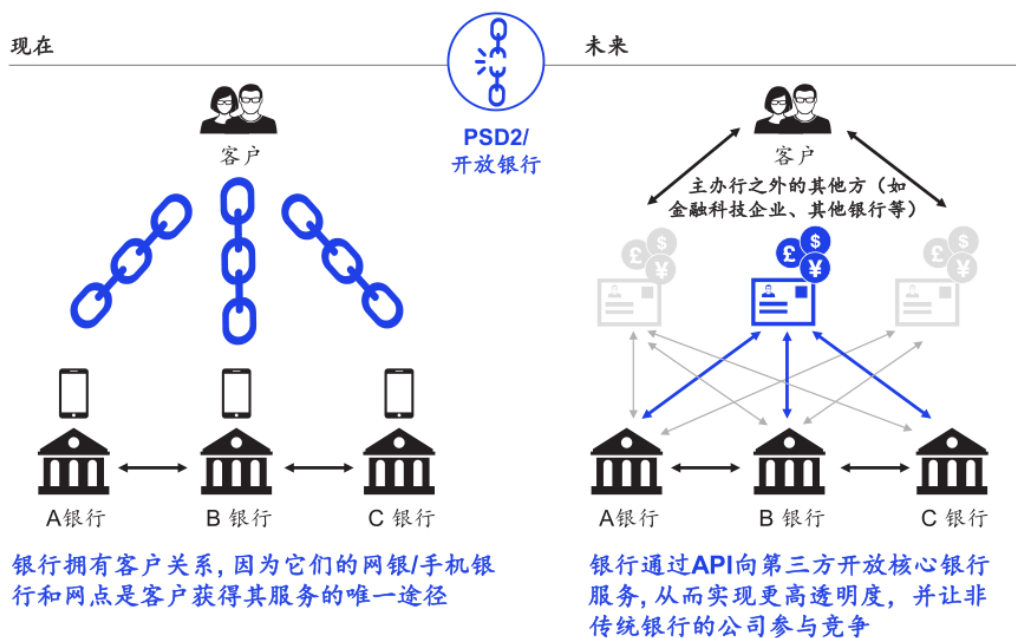 现在
PSD2/
开放银行
未来
客户
A银行
B 银行
C 银行
银行拥有客户关系, 因为它们的网银/手机银
行和网点是客户获得其服务的唯一途径
客户
主办行之外的其他方（如
金融科技企业、其他银行等）
£ $ ¥
£ $ ¥
£ $ ¥
A银行
B 银行
C 银行
银行通过API向第三方开放核心银行
服务, 从而实现更高透明度，并让非
传统银行的公司参与竞争